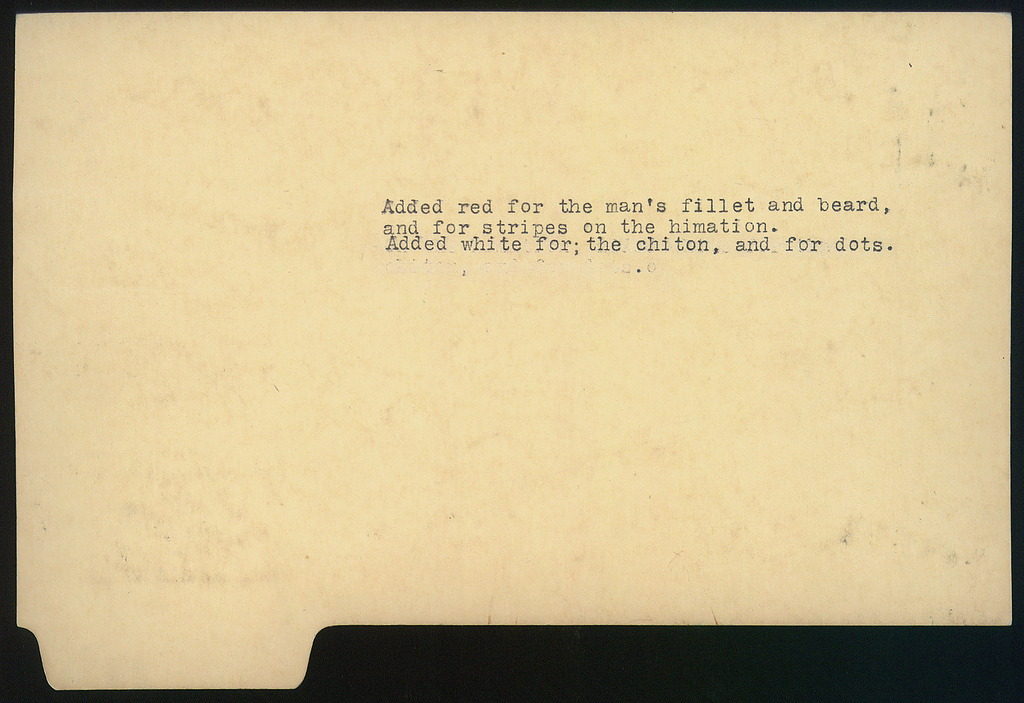 Added red for the man's fillet and beard,
and for stripes on the himation.
Added white for; the chiton, and for dots.